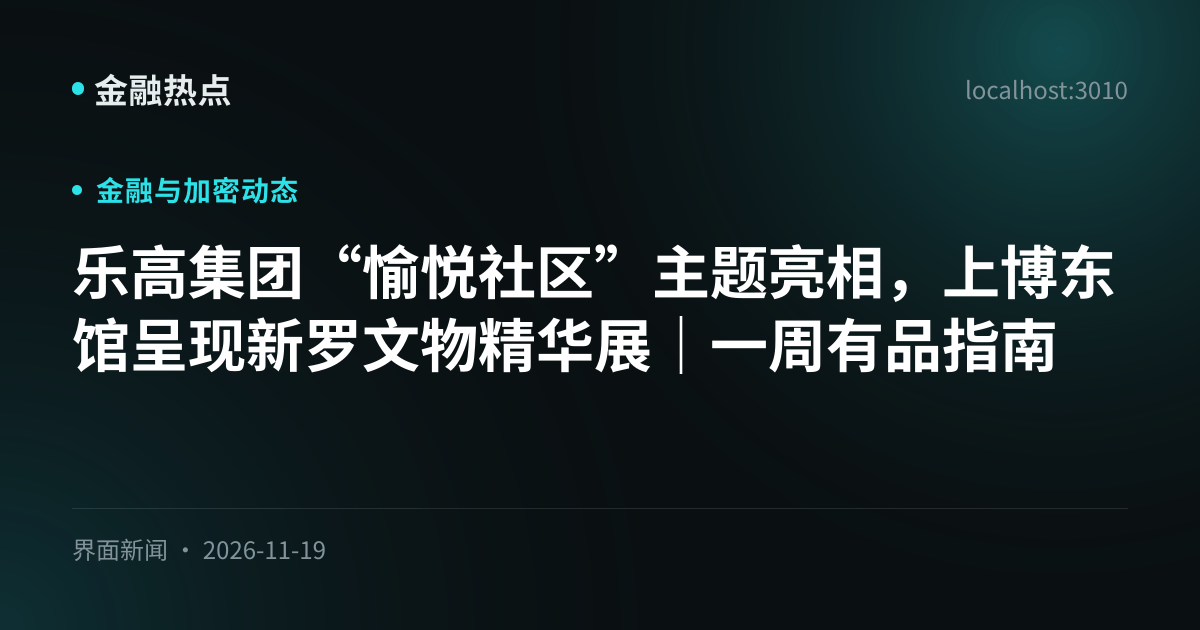 金融热点
localhost:3010
金融与加密动态
乐高集团“愉悦社区”主题亮相，上博东
馆呈现新罗文物精华展｜一周有品指南
界面新闻 · 2026-11-19